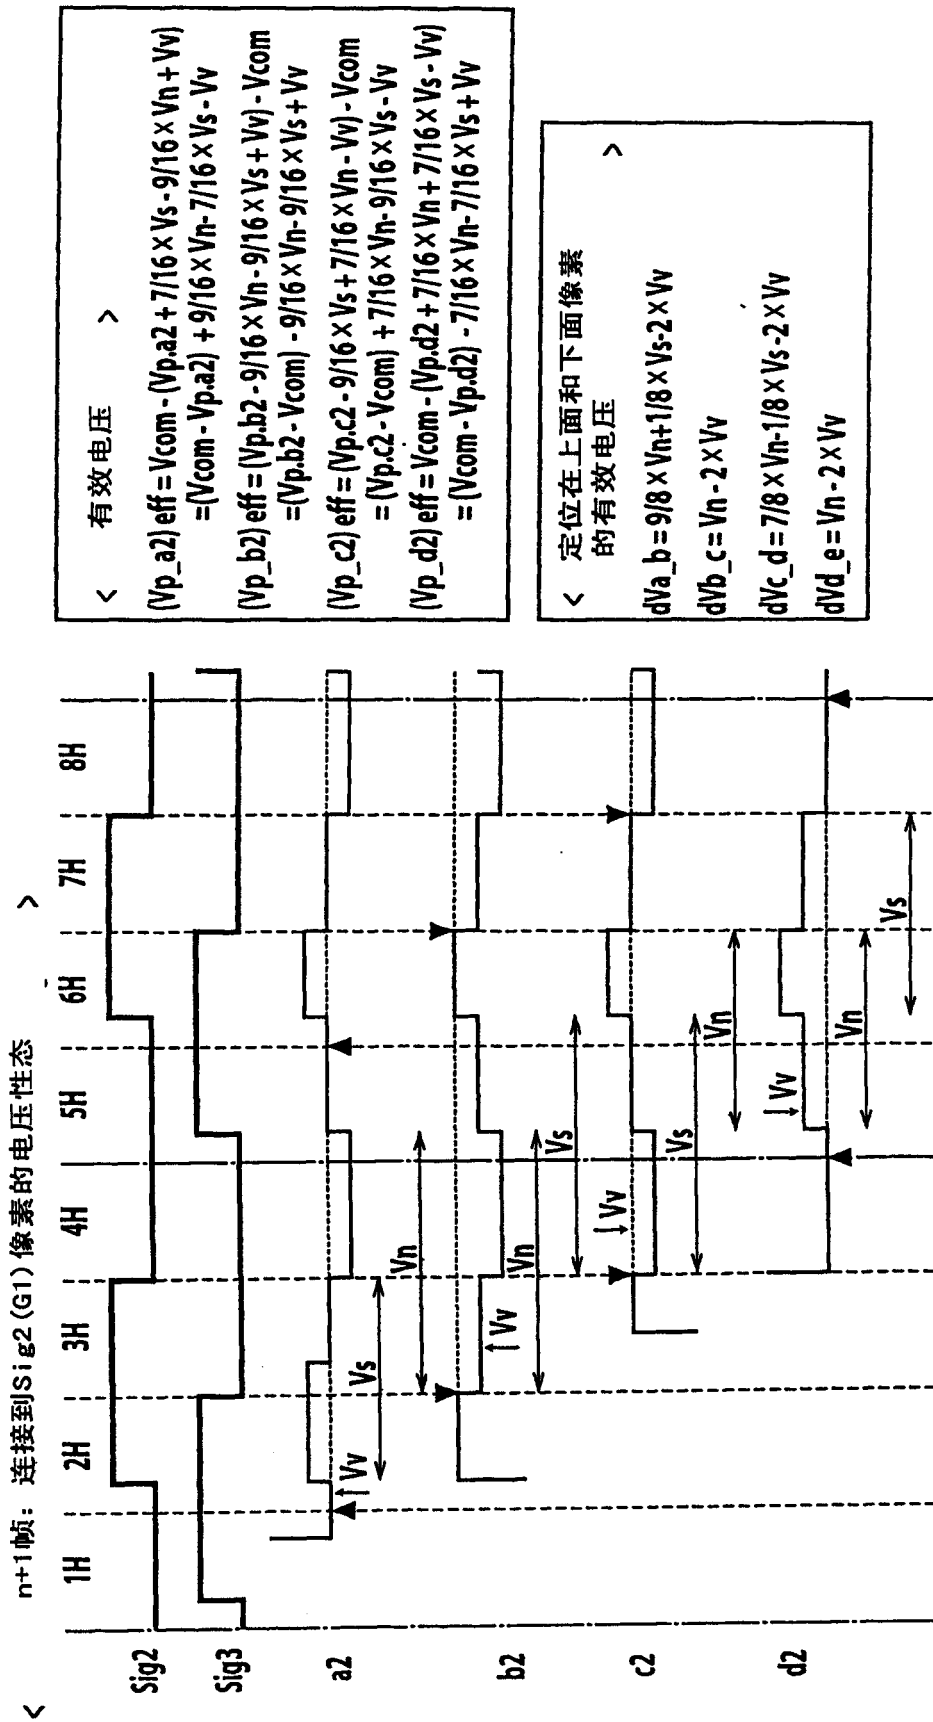 < n+1帧: 连接到Sig2(G1)像素的电压性态 >
1H 2H 3H 4H 5H 6H 7H 8H
Sig2
Sig3
a2
Vv
Vs
Vn
b2
Vv
Vn
Vs
c2
Vv
Vs
Vn
d2
Vv
Vn
Vs
< 有效电压 >
(Vp_a2) eff = Vcom - (Vp.a2 + 7/16×Vs - 9/16×Vn + Vv)
=(Vcom - Vp.a2) + 9/16×Vn - 7/16×Vs - Vv
(Vp_b2) eff = (Vp.b2 - 9/16×Vn - 9/16×Vs + Vv) - Vcom
=(Vp.b2 - Vcom) - 9/16×Vn - 9/16×Vs + Vv
(Vp_c2) eff = (Vp.c2 - 9/16×Vs + 7/16×Vn - Vv) - Vcom
= (Vp.c2 - Vcom) + 7/16×Vn - 9/16×Vs - Vv
(Vp_d2) eff = Vcom - (Vp.d2 + 7/16×Vn + 7/16×Vs - Vv)
= (Vcom - Vp.d2) - 7/16×Vn - 7/16×Vs + Vv
< 定位在上面和下面像素
的有效电压 >
dVa_b = 9/8×Vn+1/8×Vs-2×Vv
dVb_c = Vn - 2×Vv
dVc_d = 7/8×Vn-1/8×Vs-2×Vv
dVd_e = Vn - 2×Vv